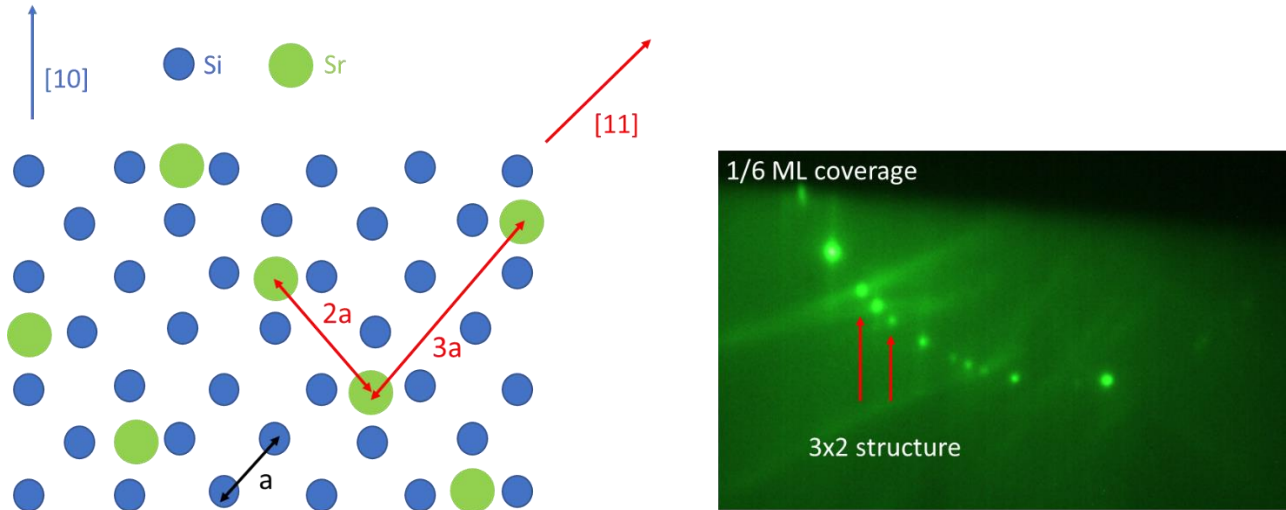 [10]
Si
Sr
[11]
2a
3a
a
1/6 ML coverage
3x2 structure